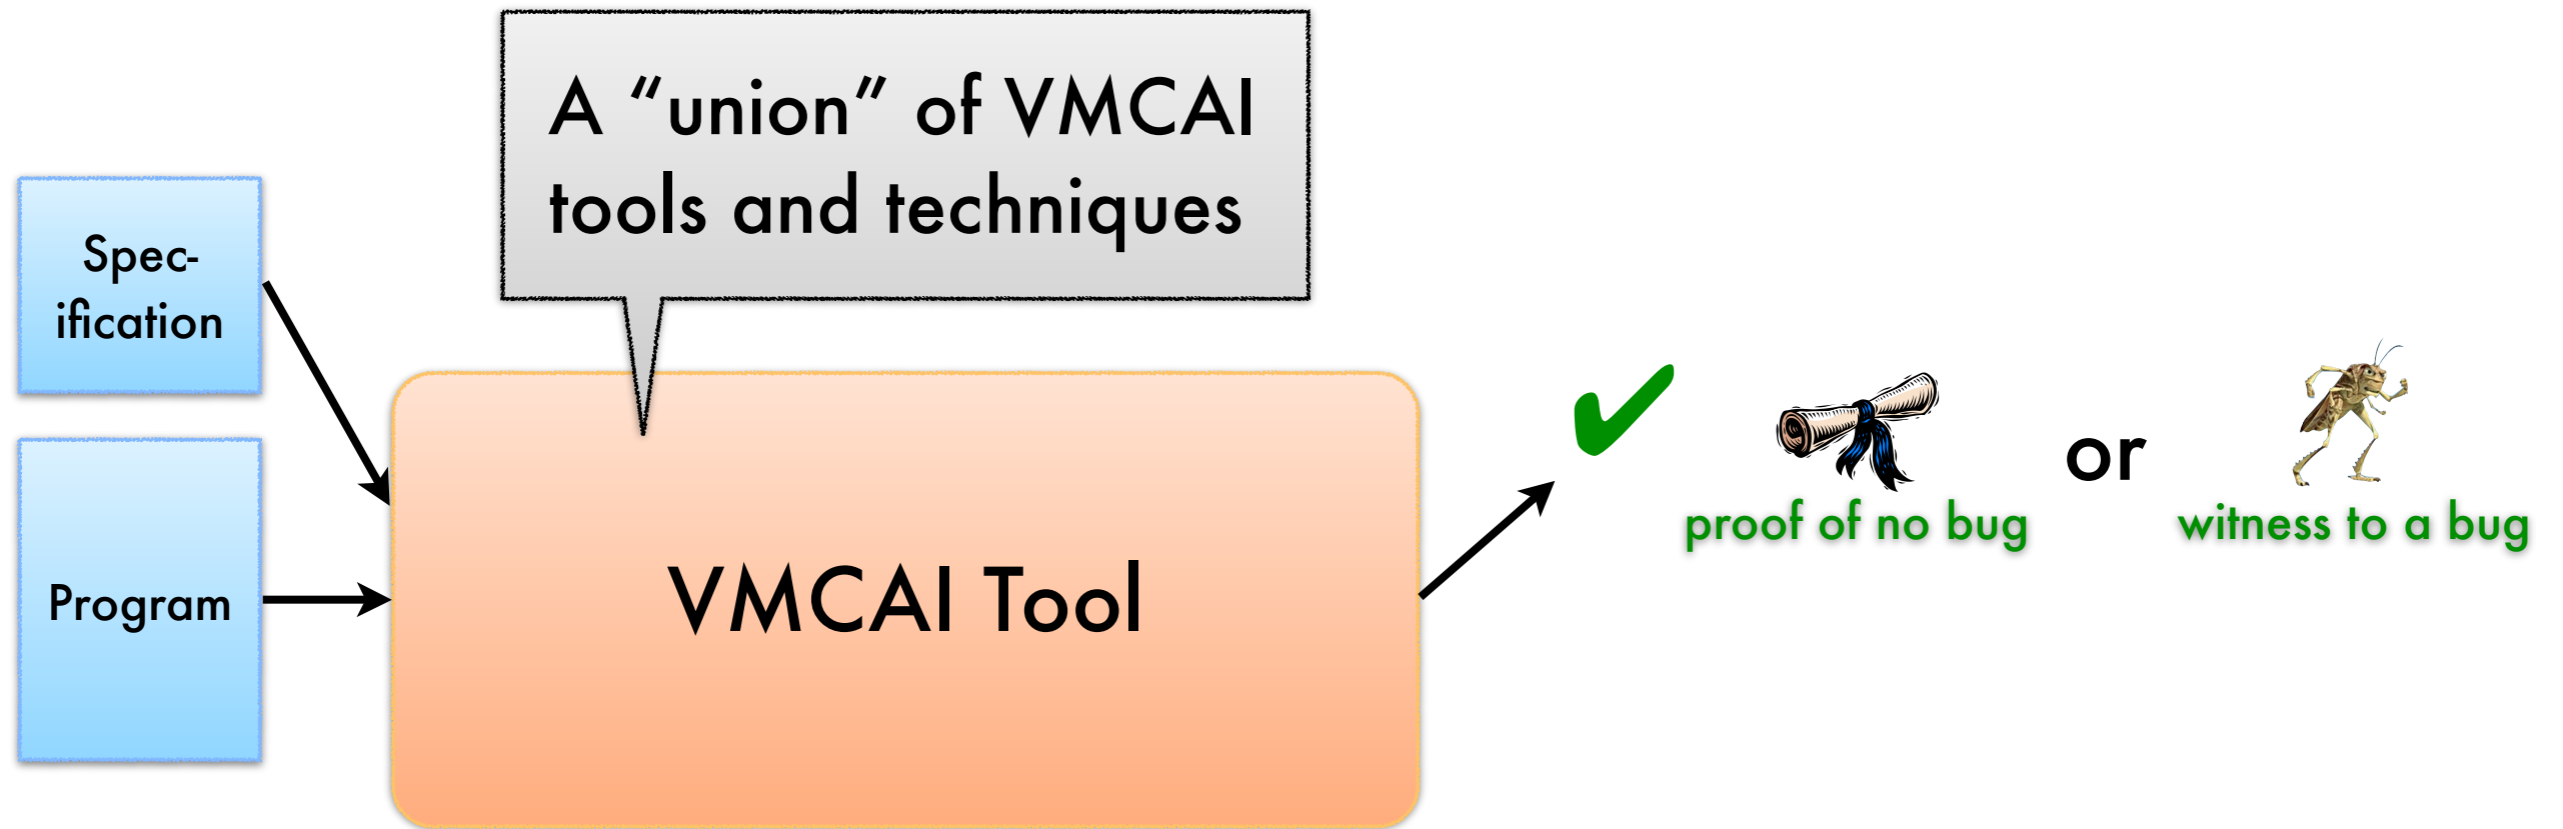 A “union” of VMCAI
tools and techniques
Spec-
ification
Program
VMCAI Tool
or
proof of no bug
witness to a bug